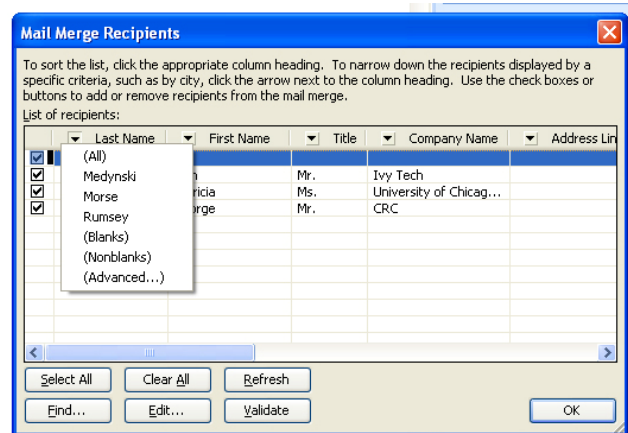 Mail Merge Recipients
To sort the list, click the appropriate column heading. To narrow down the recipients displayed by a
specific criteria, such as by city, click the arrow next to the column heading. Use the check boxes or
buttons to add or remove recipients from the mail merge.
List of recipients:
Last Name First Name Title Company Name Address Lin
(All)
Medynski Mr. Ivy Tech
Morse ricia Ms. University of Chicag...
Rumsey orge Mr. CRC
(Blanks)
(Nonblanks)
(Advanced...)
Select All Clear All Refresh
Find... Edit... Validate OK